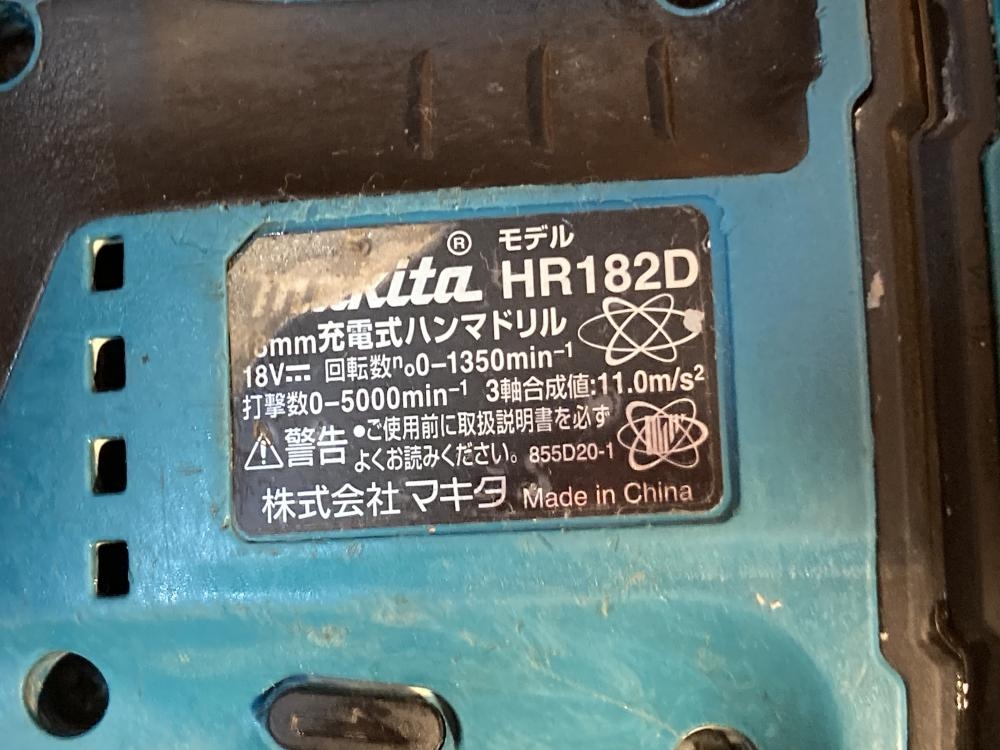 makita® モデル HR182D
mm充電式ハンマドリル
18V⎓ 回転数n₀0−1350min⁻¹
打撃数0−5000min⁻¹ 3軸合成値:11.0m/s²
警告 •ご使用前に取扱説明書を必ず
よくお読みください。 855D20-1
株式会社マキタ Made in China